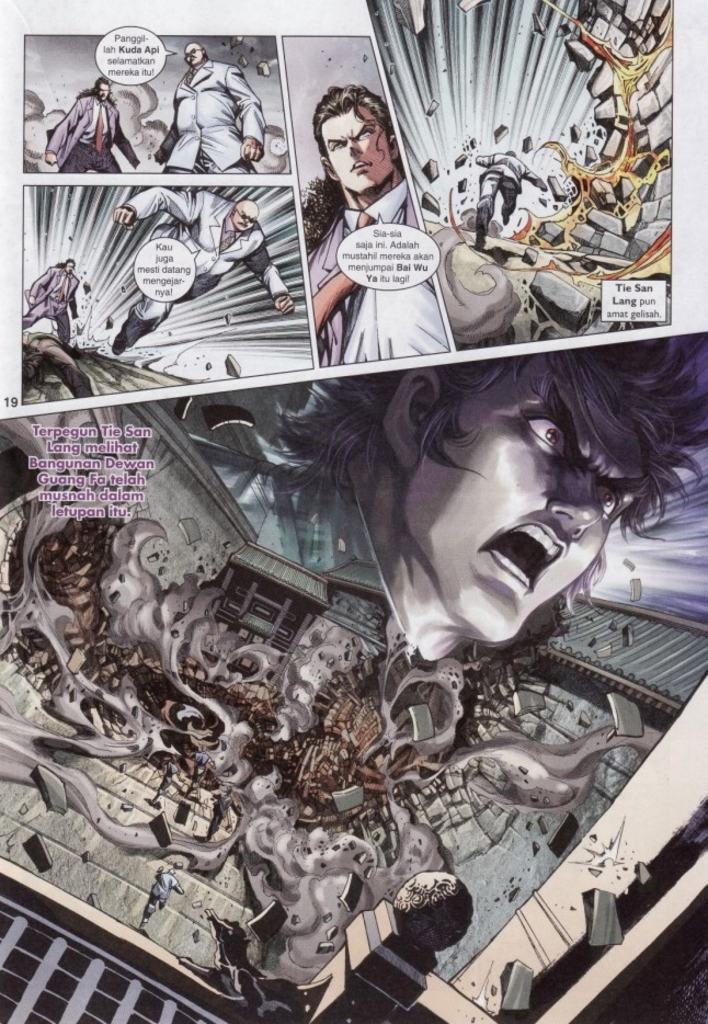 Panggil-
lah Kuda Api
selamatkan
mereka itu!
Kau
juga
mesti datang
mengejar-
nya!
Sia-sia
saja ini. Adalah
mustahil mereka akan
menjumpai Bai Wu
Ya itu lagi!
Tie San
Lang pun
amat gelisah.
19
Terpegun Tie San
Lang melihat
Bangunan Dewan
Guang Fa telah
musnah dalam
letupan itu.